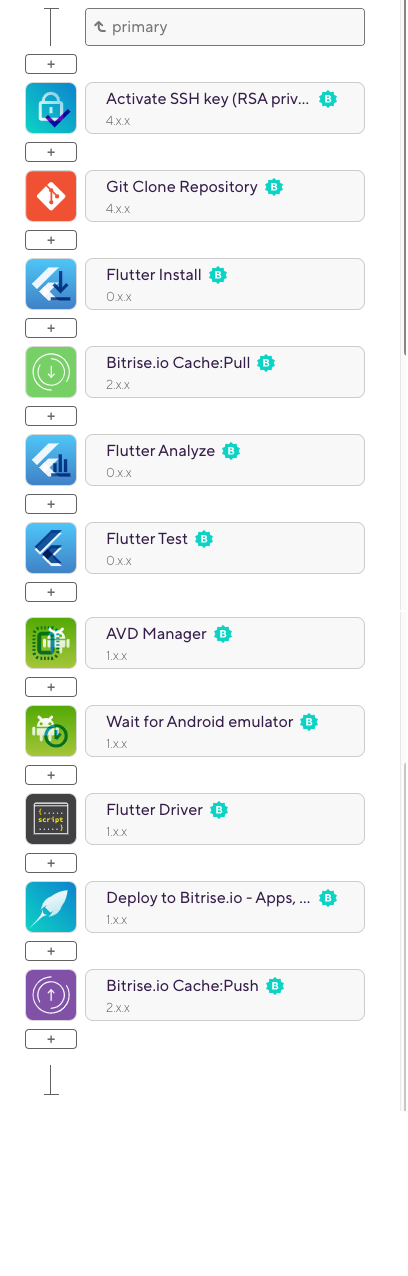 primary
+
Activate SSH key (RSA priv... B
4.x.x
+
Git Clone Repository B
4.x.x
+
Flutter Install B
0.x.x
+
Bitrise.io Cache:Pull B
2.x.x
+
Flutter Analyze B
0.x.x
+
Flutter Test B
0.x.x
+
AVD Manager B
1.x.x
+
Wait for Android emulator B
1.x.x
+
{.....
script
.....}
Flutter Driver B
1.x.x
+
Deploy to Bitrise.io - Apps, ... B
1.x.x
+
Bitrise.io Cache:Push B
2.x.x
+